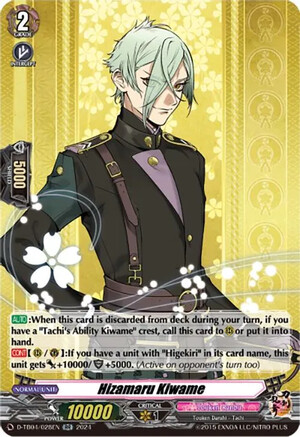 2
GRADE
INTERCEPT
5000
SHIELD
Hizamaru Kiwame
AUTO :When this card is discarded from deck during your turn, if you
have a "Tachi's Ability Kiwame" crest, call this card to or put it into
hand.
CONT [ / ]:If you have a unit with "Higekiri" in its card name, this
unit gets +10000/ +5000. (Active on opponent's turn too)
NORMAL UNIT
POWER 10000
CRITICAL
1
Touken Ranbu
Touken Danshi - Tachi
2024
©2015 EXNOA LLC/NITRO PLUS